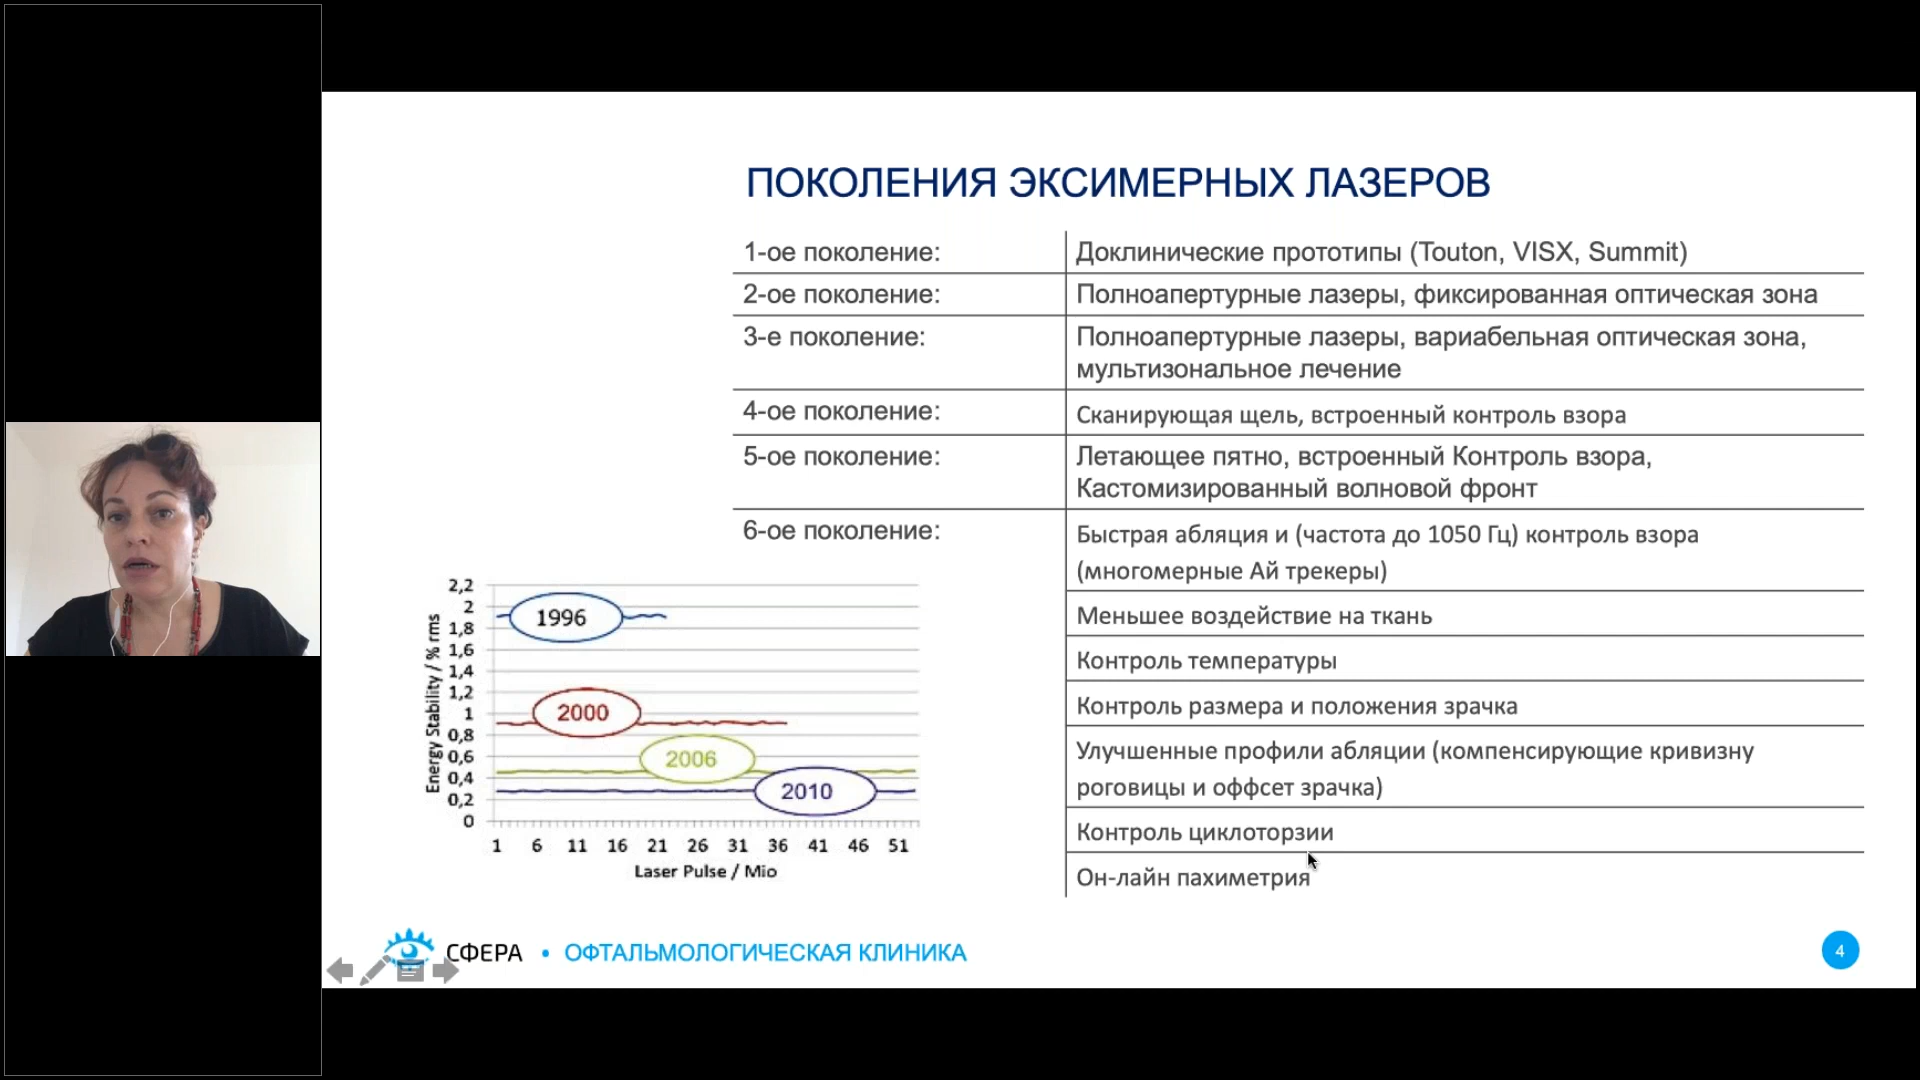 ПОКОЛЕНИЯ ЭКСИМЕРНЫХ ЛАЗЕРОВ
1-ое поколение:
Доклинические прототипы (Touton, VISX, Summit)
2-ое поколение:
Полноапертурные лазеры, фиксированная оптическая зона
3-е поколение:
Полноапертурные лазеры, вариабельная оптическая зона,
мультизональное лечение
4-ое поколение:
Сканирующая щель, встроенный контроль взора
5-ое поколение:
Летающее пятно, встроенный Контроль взора,
Кастомизированный волновой фронт
6-ое поколение:
Быстрая абляция и (частота до 1050 Гц) контроль взора
(многомерные Ай трекеры)
Меньшее воздействие на ткань
Контроль температуры
Контроль размера и положения зрачка
Улучшенные профили абляции (компенсирующие кривизну
роговицы и оффсет зрачка)
Контроль циклоторзии
Он-лайн пахиметрия
Energy Stability / % rms
2,2
2
1,8
1,6
1,4
1,2
1
0,8
0,6
0,4
0,2
0
1996
2000
2006
2010
1 6 11 16 21 26 31 36 41 46 51
Laser Pulse / Mio
СФЕРА • ОФТАЛЬМОЛОГИЧЕСКАЯ КЛИНИКА
4